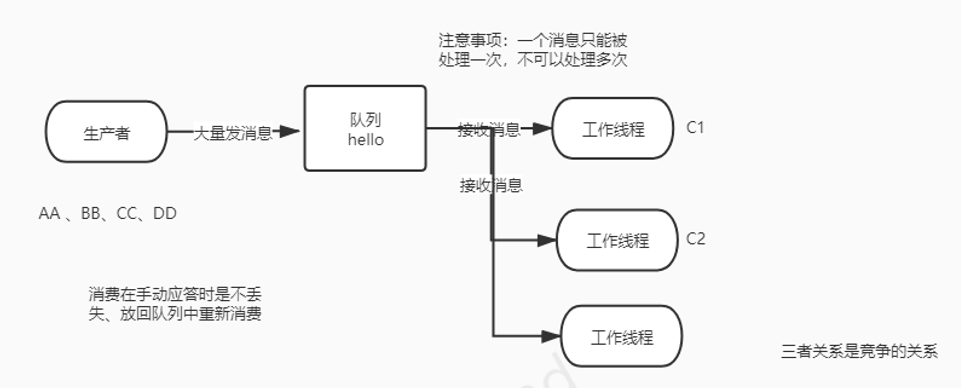 注意事项：一个消息只能被
处理一次，不可以处理多次
生产者
大量发消息
队列
hello
接收消息
工作线程
C1
接收消息
AA 、BB、CC、DD
工作线程
C2
消费在手动应答时是不丢
失、放回队列中重新消费
工作线程
三者关系是竞争的关系